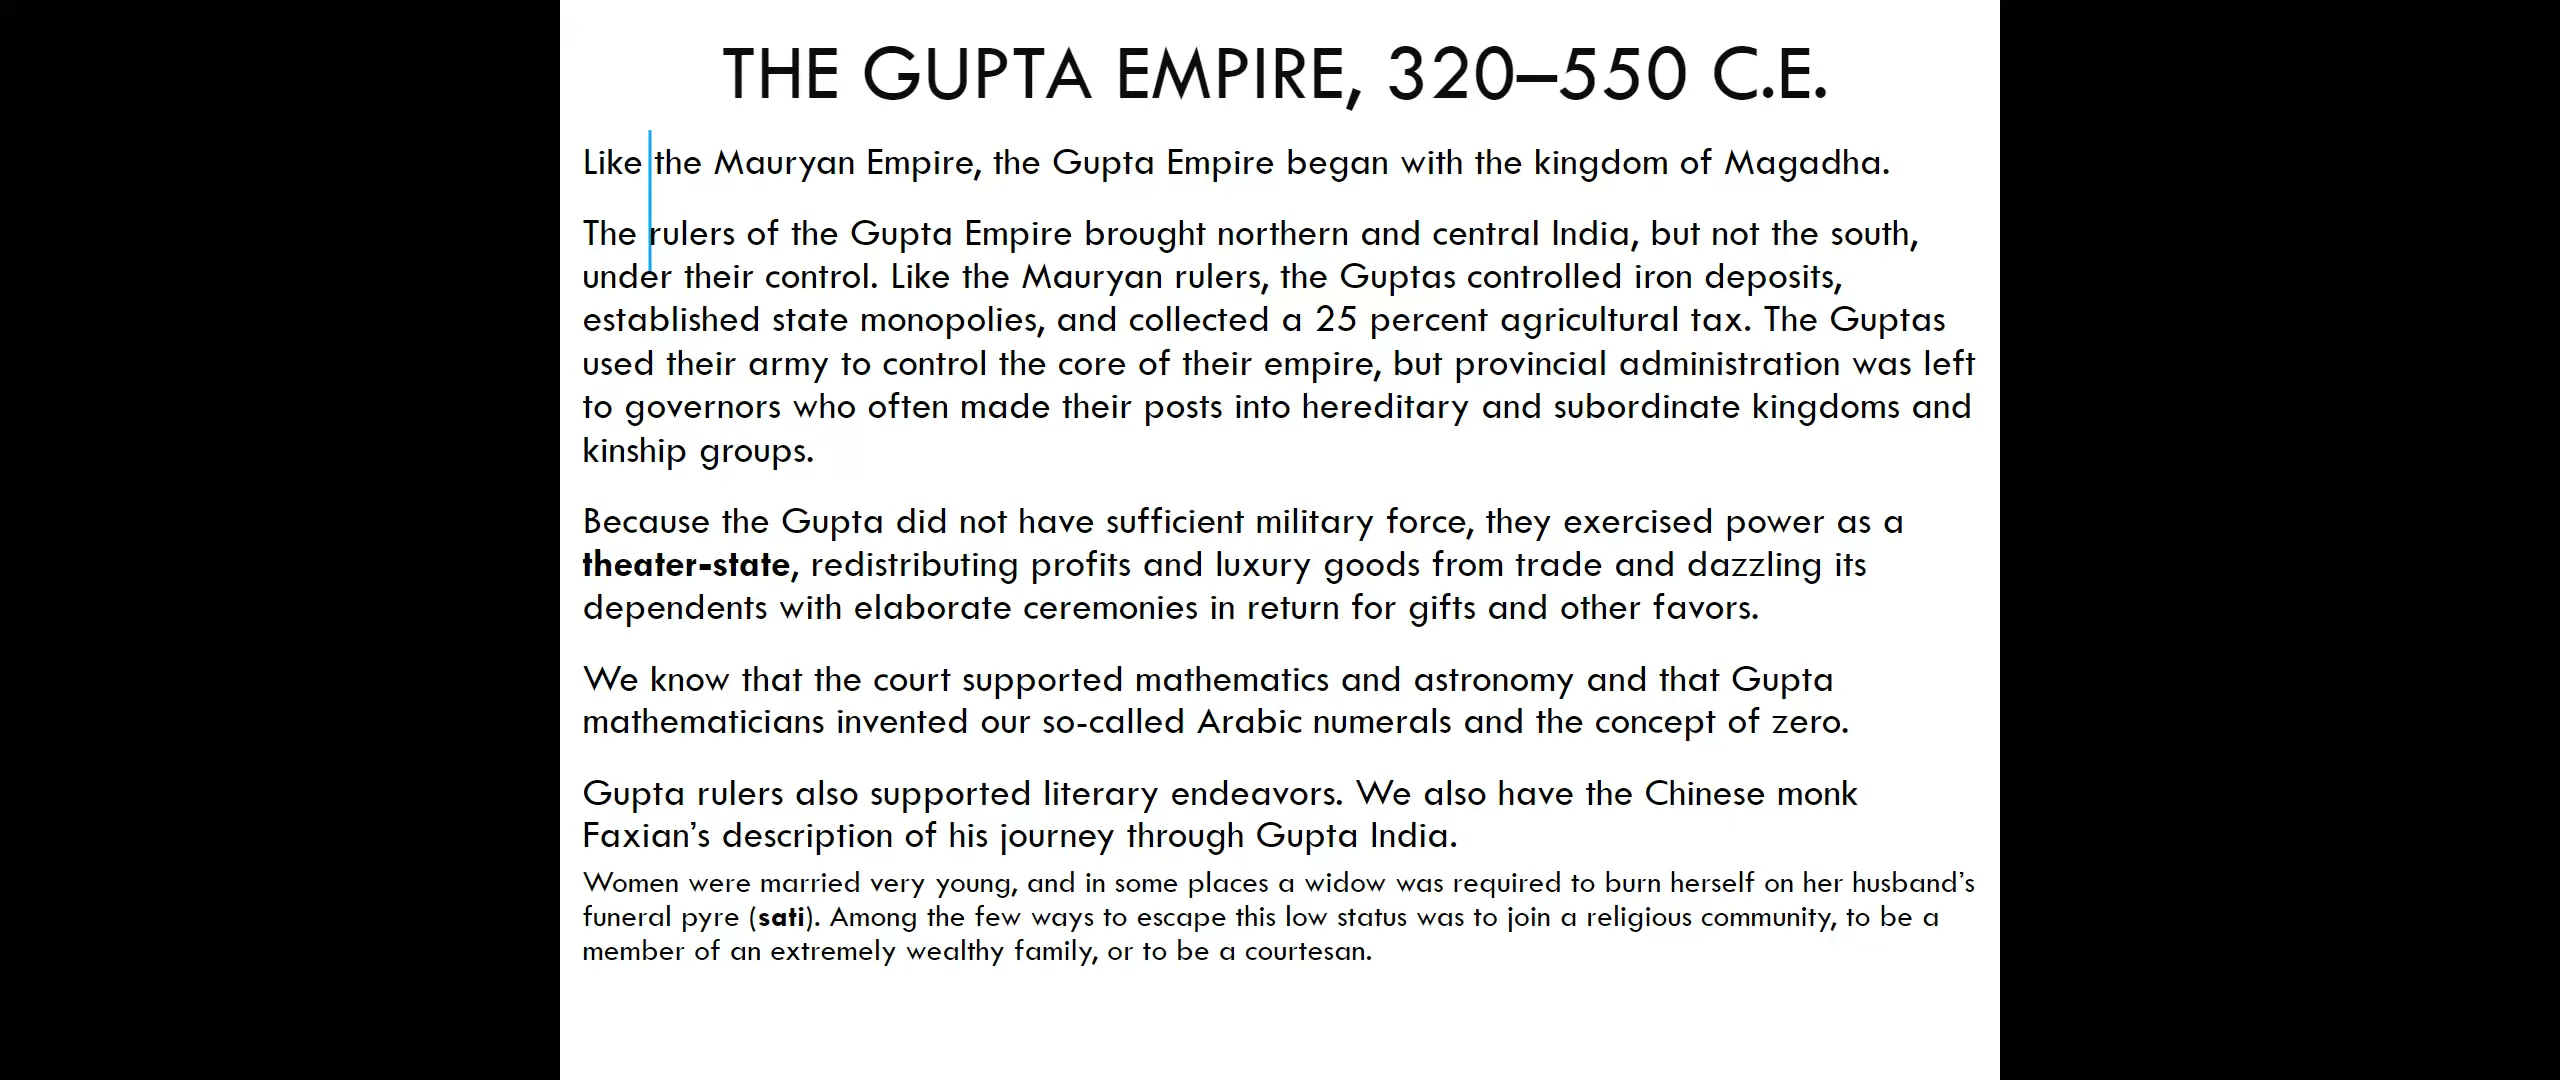 THE GUPTA EMPIRE, 320–550 C.E.
Like the Mauryan Empire, the Gupta Empire began with the kingdom of Magadha.
The rulers of the Gupta Empire brought northern and central India, but not the south,
under their control. Like the Mauryan rulers, the Guptas controlled iron deposits,
established state monopolies, and collected a 25 percent agricultural tax. The Guptas
used their army to control the core of their empire, but provincial administration was left
to governors who often made their posts into hereditary and subordinate kingdoms and
kinship groups.
Because the Gupta did not have sufficient military force, they exercised power as a
theater-state, redistributing profits and luxury goods from trade and dazzling its
dependents with elaborate ceremonies in return for gifts and other favors.
We know that the court supported mathematics and astronomy and that Gupta
mathematicians invented our so-called Arabic numerals and the concept of zero.
Gupta rulers also supported literary endeavors. We also have the Chinese monk
Faxian’s description of his journey through Gupta India.
Women were married very young, and in some places a widow was required to burn herself on her husband’s
funeral pyre (sati). Among the few ways to escape this low status was to join a religious community, to be a
member of an extremely wealthy family, or to be a courtesan.